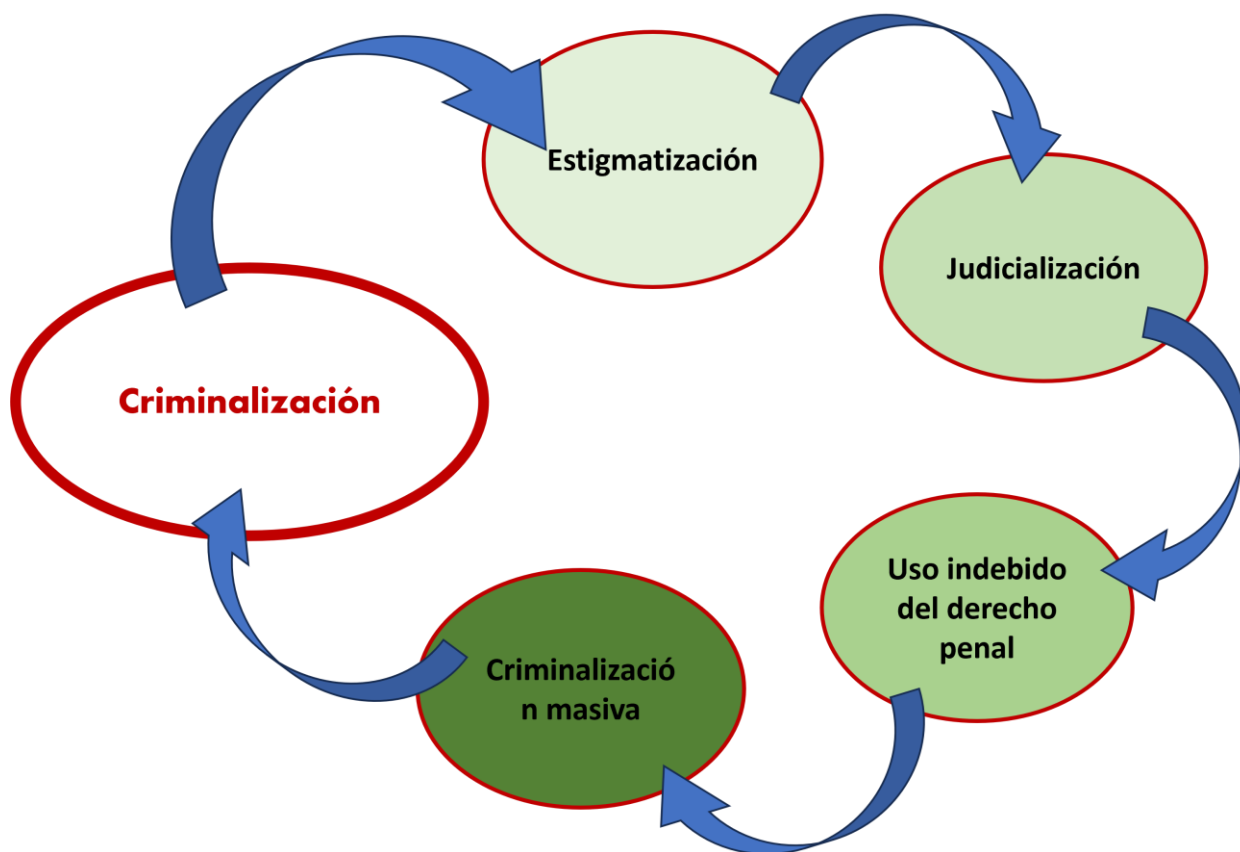 Estigmatización
Judicialización
Criminalización
Uso indebido
del derecho
penal
Criminalizació
n masiva